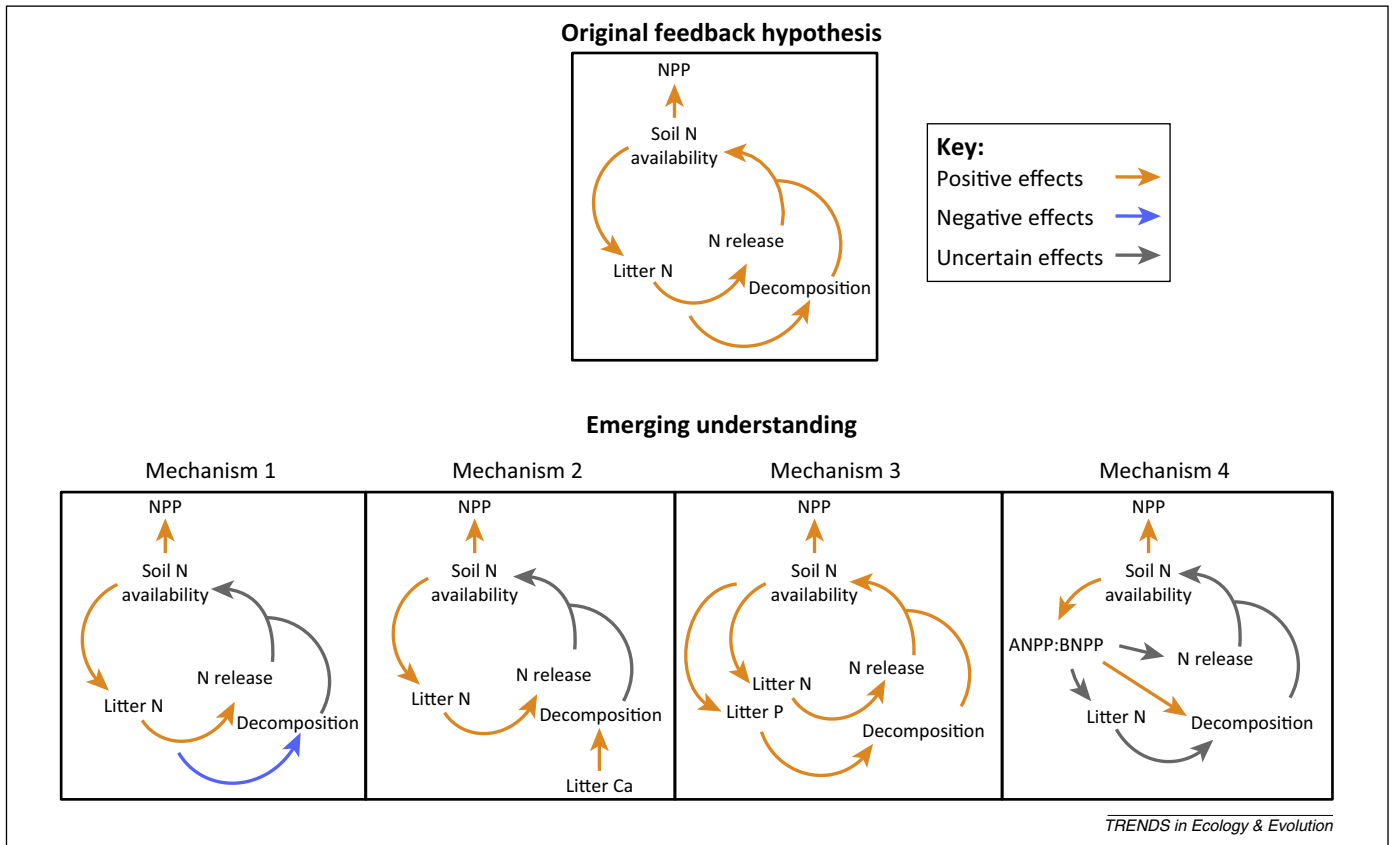 Original feedback hypothesis
NPP
Soil N
availability
N release
Litter N
Decomposition
Key:
Positive effects
Negative effects
Uncertain effects
Emerging understanding
Mechanism 1
NPP
Soil N
availability
N release
Litter N
Decomposition
Mechanism 2
NPP
Soil N
availability
N release
Litter N
Decomposition
Litter Ca
Mechanism 3
NPP
Soil N
availability
N release
Litter N
Litter P
Decomposition
Mechanism 4
NPP
Soil N
availability
ANPP:BNPP
N release
Litter N
Decomposition
TRENDS in Ecology & Evolution